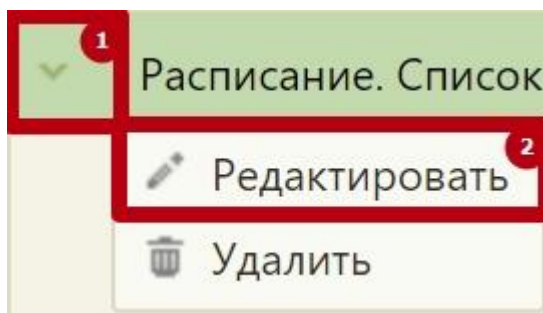 1
Расписание. Список
2
Редактировать
Удалить